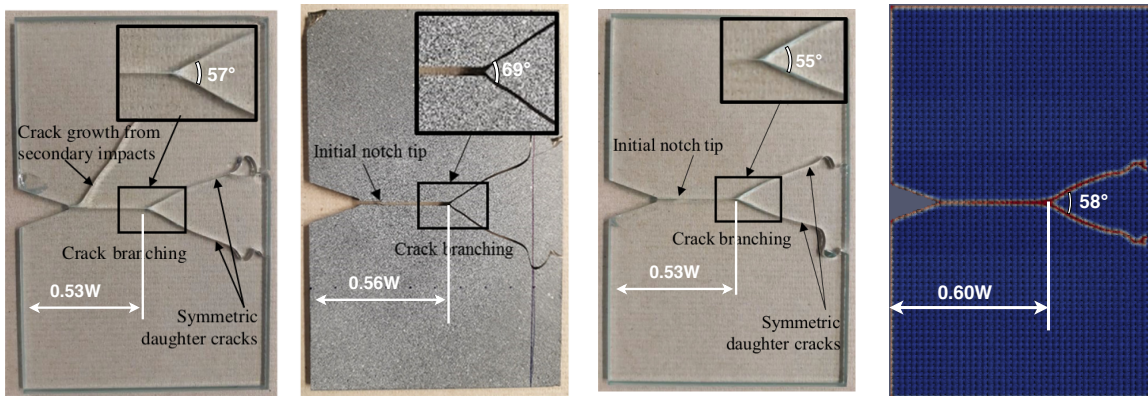 57°
Crack growth from
secondary impacts
Crack branching
0.53W
Symmetric
daughter cracks
69°
Initial notch tip
Crack branching
0.56W
55°
Initial notch tip
Crack branching
0.53W
Symmetric
daughter cracks
58°
0.60W